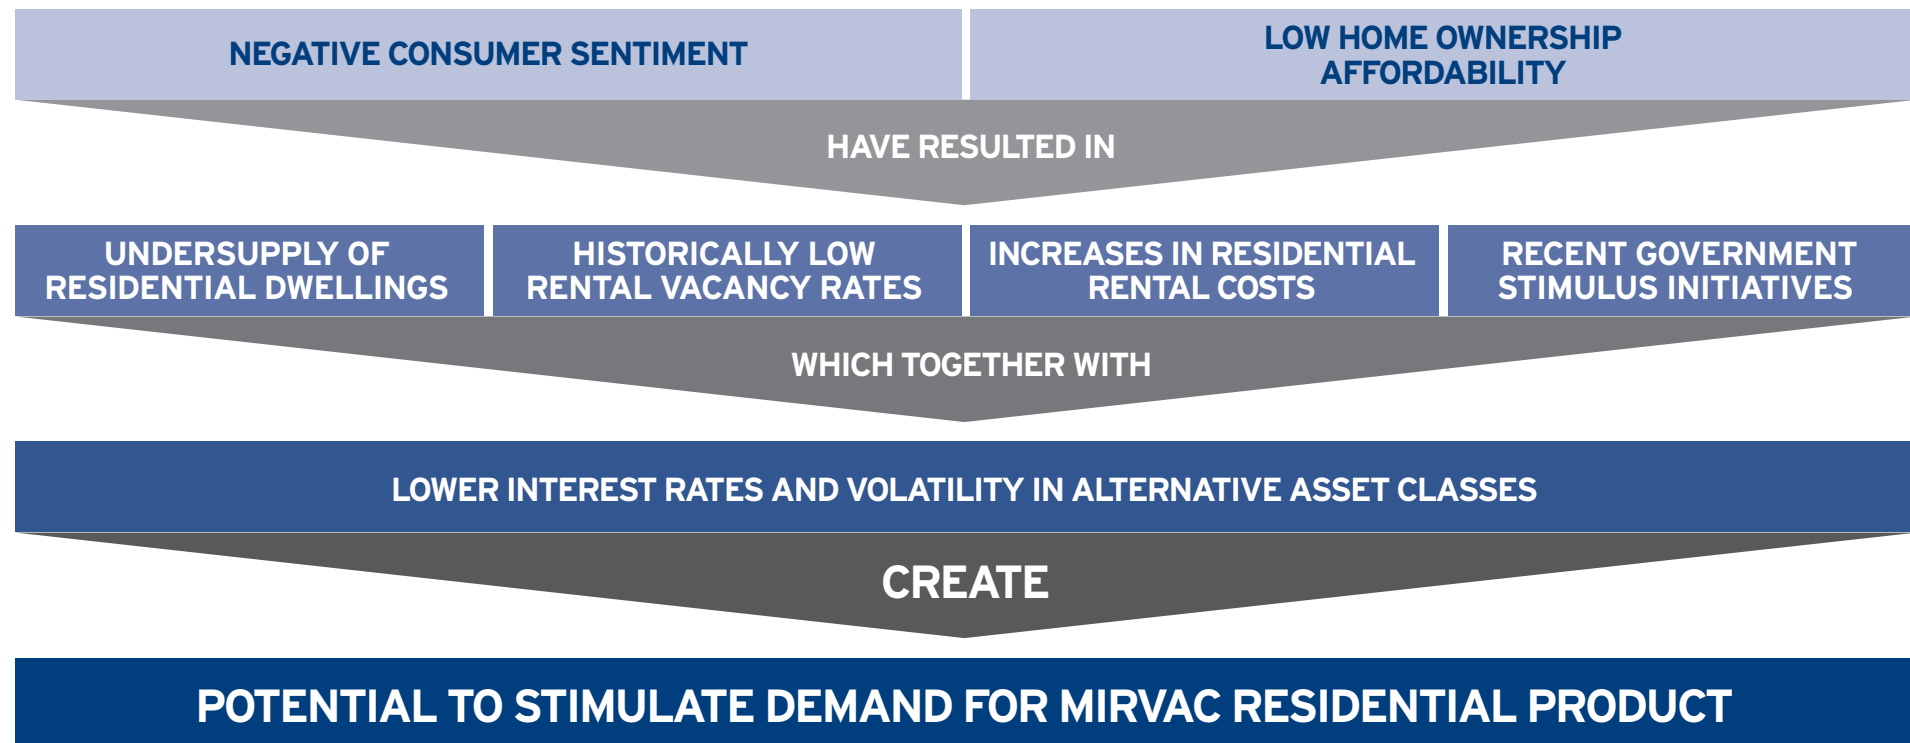 NEGATIVE CONSUMER SENTIMENT
LOW HOME OWNERSHIP
AFFORDABILITY
HAVE RESULTED IN
UNDERSUPPLY OF
RESIDENTIAL DWELLINGS
HISTORICALLY LOW
RENTAL VACANCY RATES
INCREASES IN RESIDENTIAL
RENTAL COSTS
RECENT GOVERNMENT
STIMULUS INITIATIVES
WHICH TOGETHER WITH
LOWER INTEREST RATES AND VOLATILITY IN ALTERNATIVE ASSET CLASSES
CREATE
POTENTIAL TO STIMULATE DEMAND FOR MIRVAC RESIDENTIAL PRODUCT